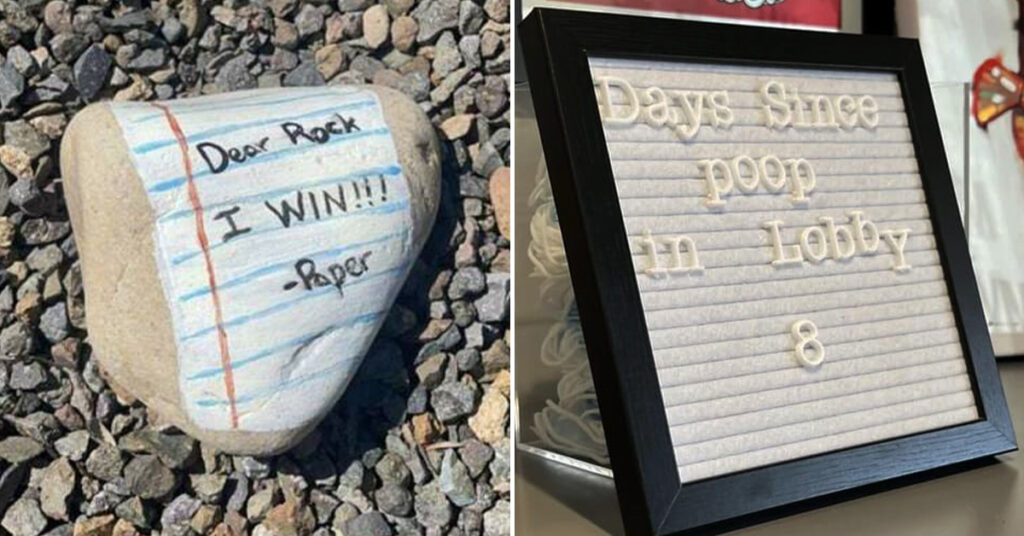 Dear Rock
I WIN!!!
-Paper
Days Since
poop
in Lobby
8